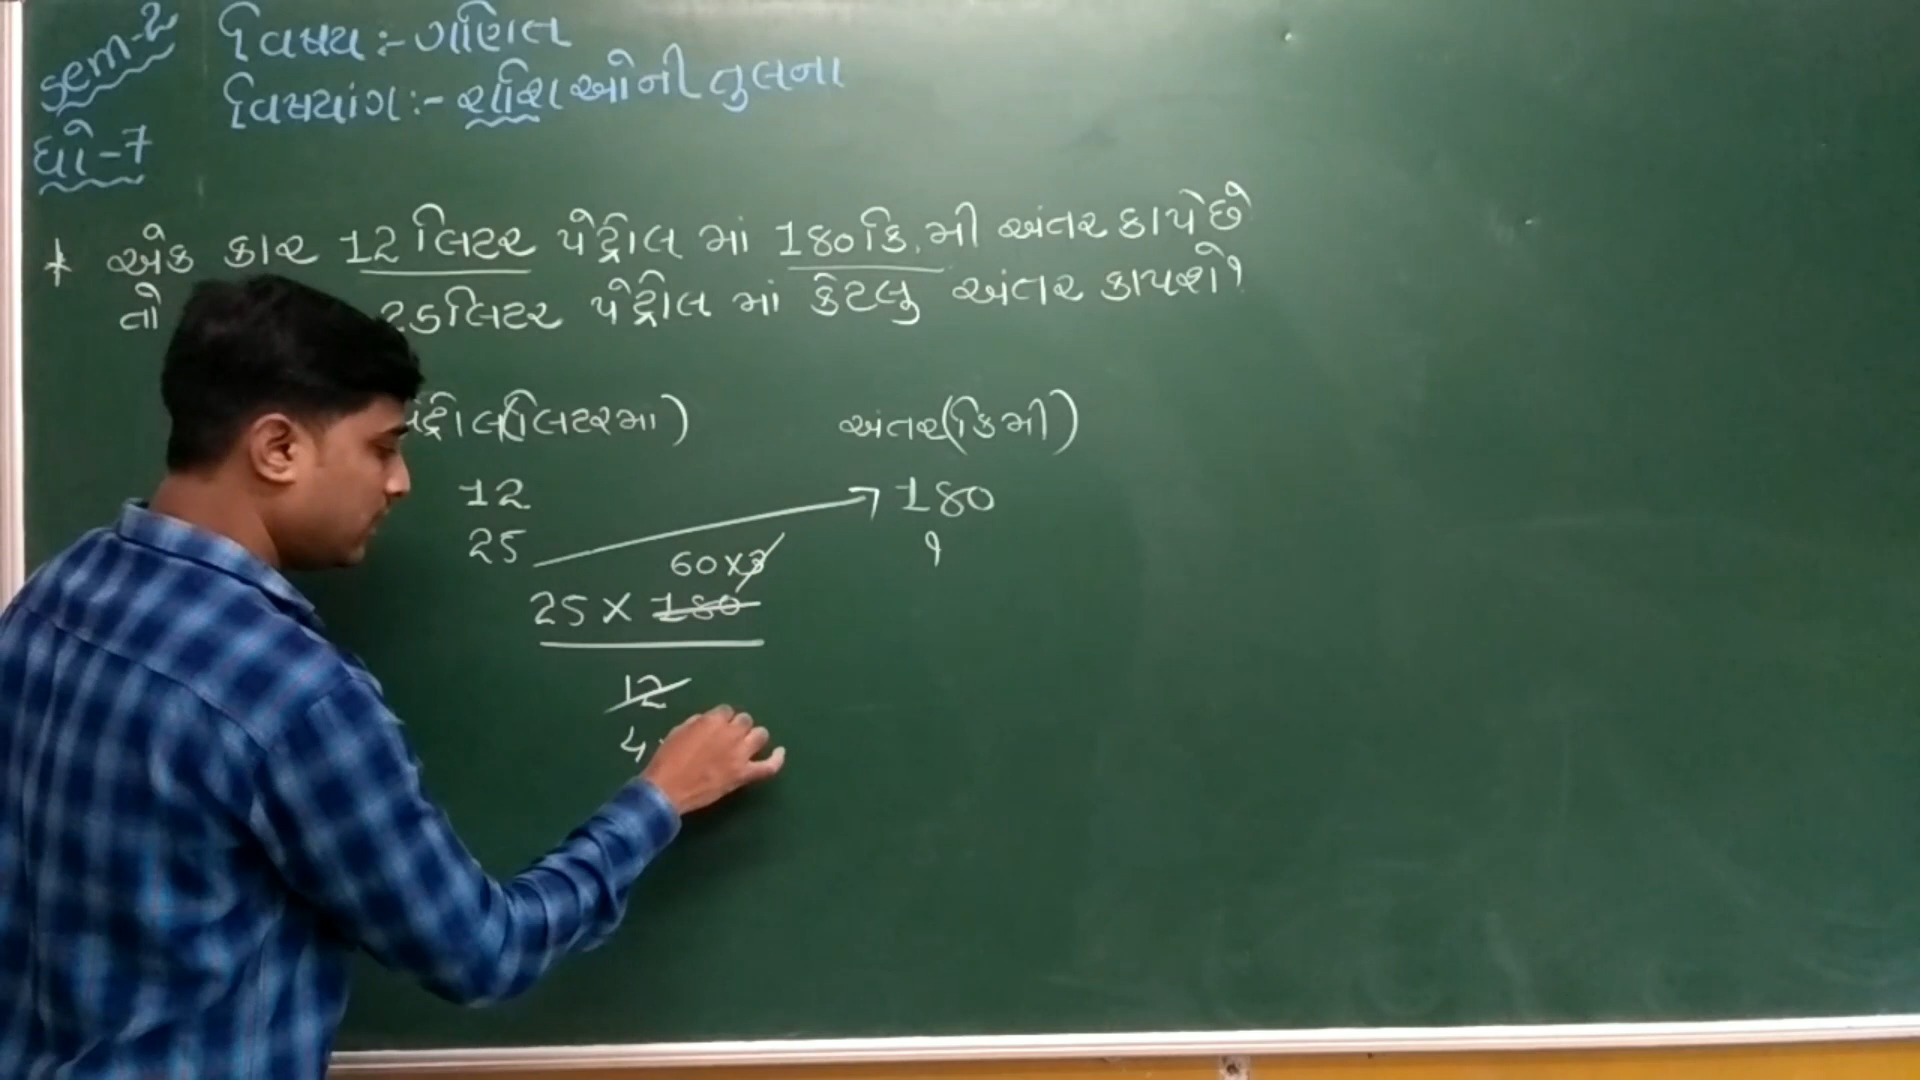 sem-2
વિષય :- ગણિત
વિષયાંગ :- રાશિઓની તુલના
ધો-7
* એક કાર 12 લિટર પેટ્રોલ માં 180 કિ.મી અંતર કાપે છે
તો 25 લિટર પેટ્રોલ માં કેટલુ અંતર કાપશે?
(લિટરમા) અંતર(કિમી)
12 180
25 ?
60×3
25 × 180
12
4